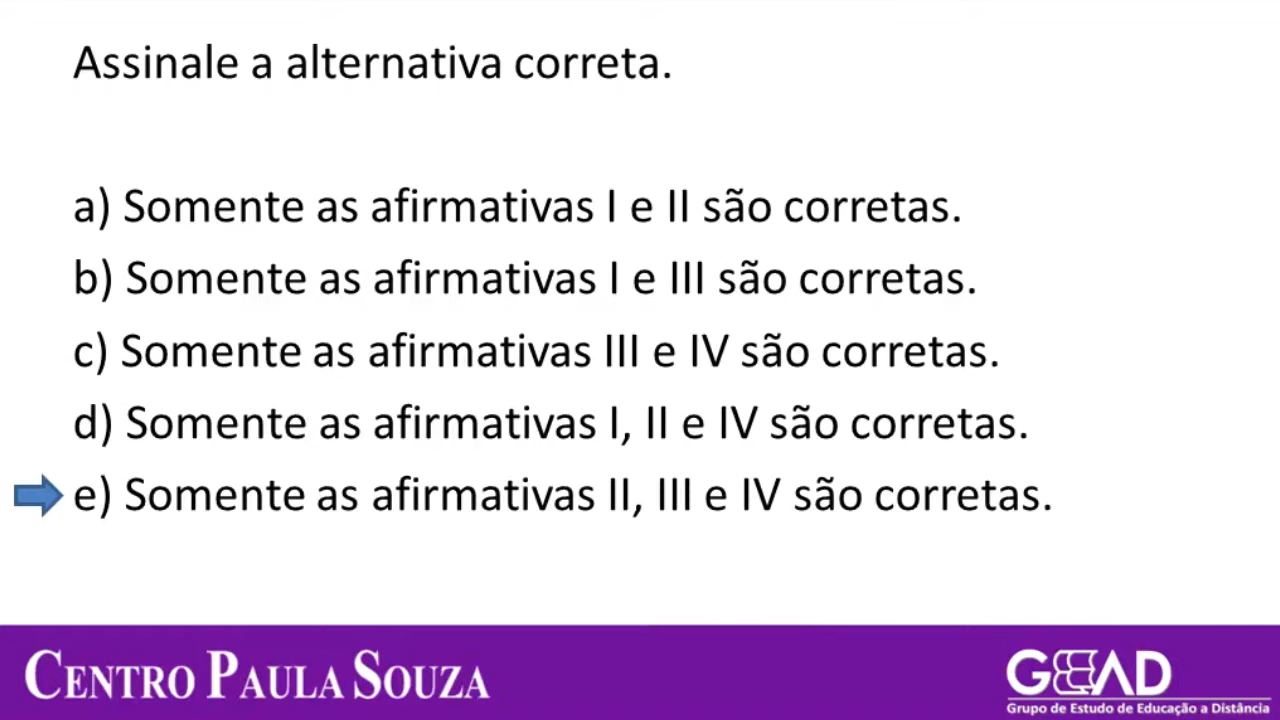 Assinale a alternativa correta.
a) Somente as afirmativas I e II são corretas.
b) Somente as afirmativas I e III são corretas.
c) Somente as afirmativas III e IV são corretas.
d) Somente as afirmativas I, II e IV são corretas.
e) Somente as afirmativas II, III e IV são corretas.
CENTRO PAULA SOUZA
GEEAD
Grupo de Estudo de Educação a Distância